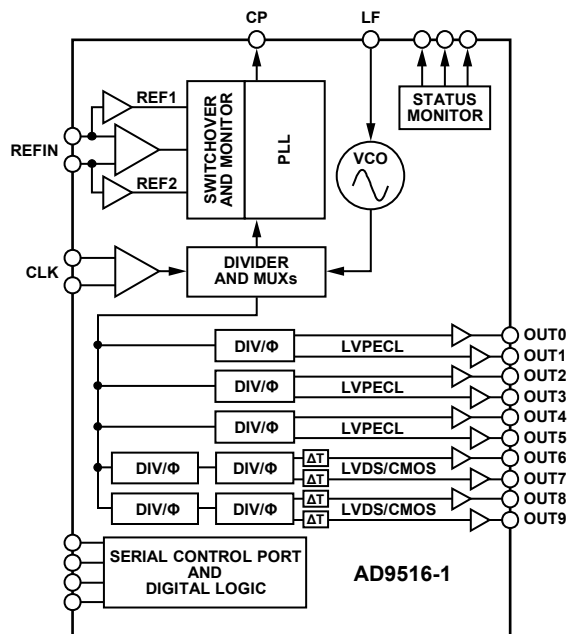 CP
LF
REF1
REFIN
REF2
SWITCHOVER
AND MONITOR
PLL
VCO
STATUS
MONITOR
CLK
DIVIDER
AND MUXs
DIV/Φ
LVPECL
OUT0
OUT1
DIV/Φ
LVPECL
OUT2
OUT3
DIV/Φ
LVPECL
OUT4
OUT5
DIV/Φ
DIV/Φ
ΔT
ΔT
LVDS/CMOS
OUT6
OUT7
DIV/Φ
DIV/Φ
ΔT
ΔT
LVDS/CMOS
OUT8
OUT9
SERIAL CONTROL PORT
AND
DIGITAL LOGIC
AD9516-1